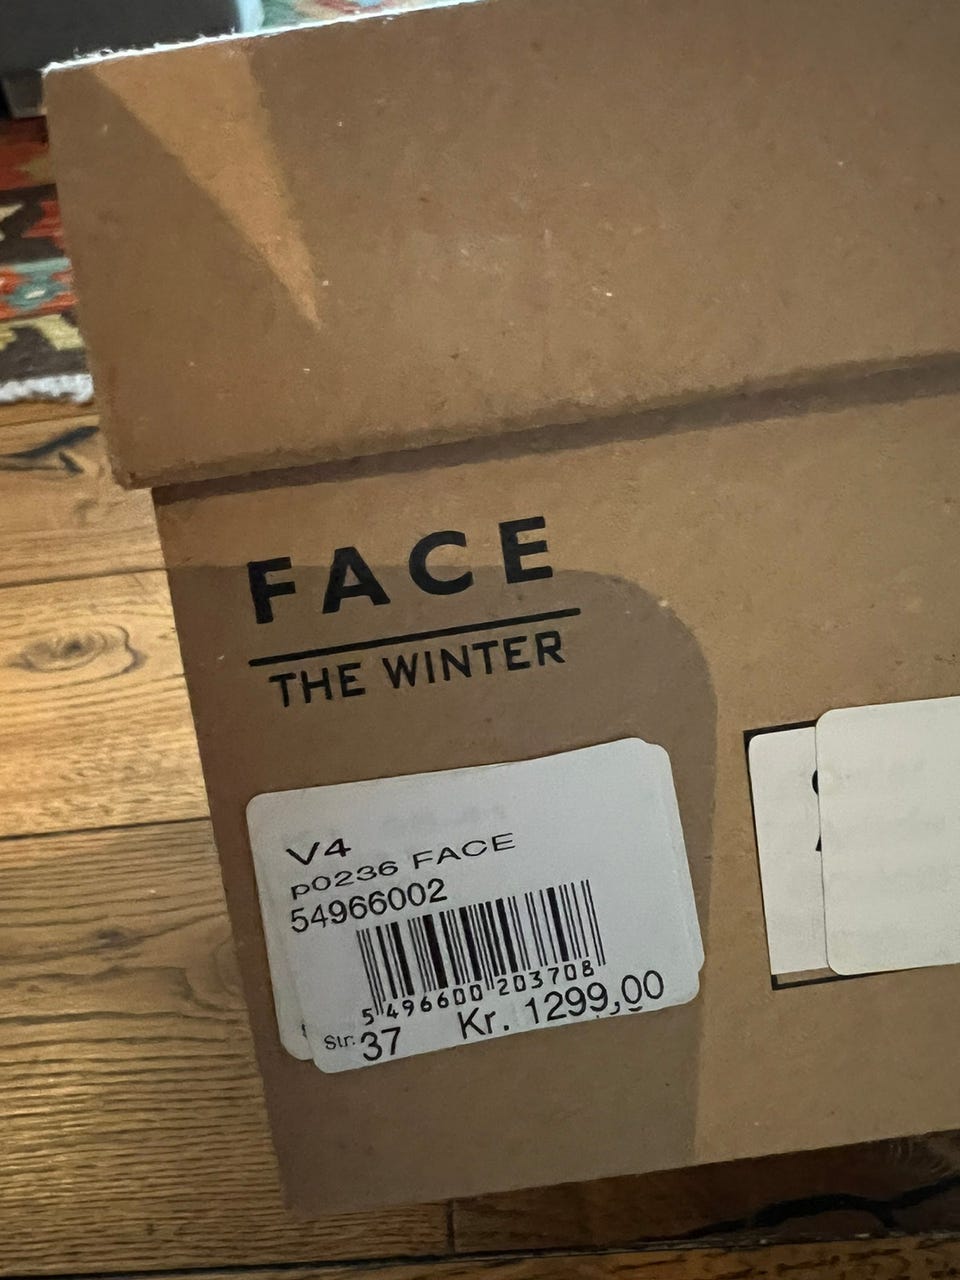 FACE
THE WINTER
V4
p0236 FACE
54966002
5 496600 203708
Str: 37 Kr. 1299,00